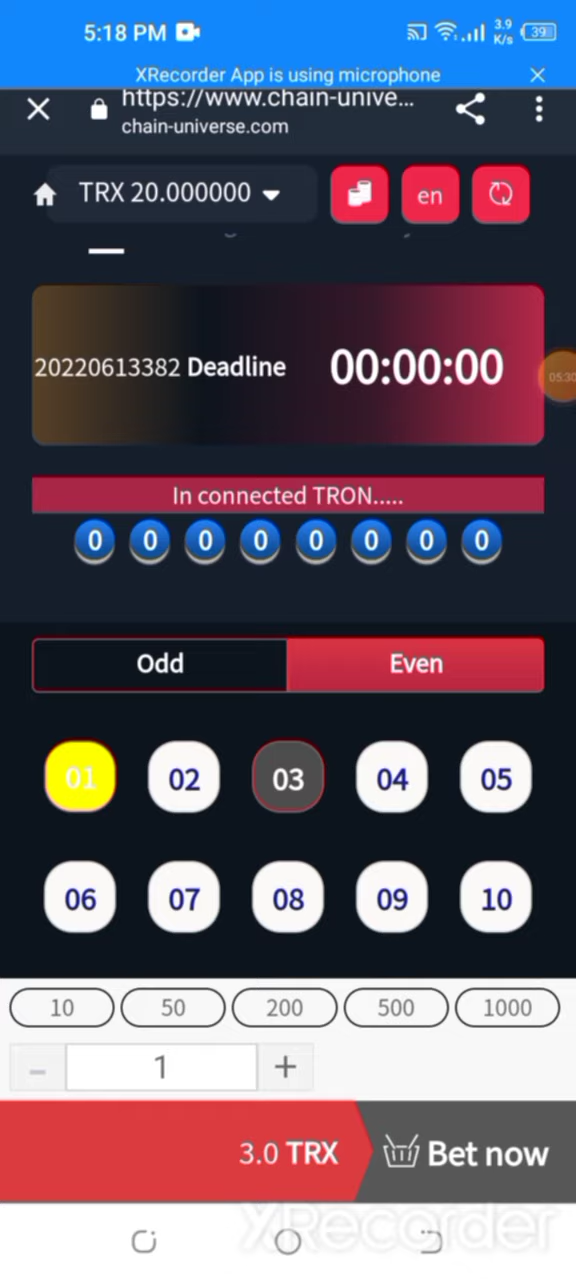 5:18 PM 3.9 K/s 39
XRecorder App is using microphone
https://www.chain-unive...
chain-universe.com
TRX 20.000000 en
20220613382 Deadline 00:00:00
05:30
In connected TRON.....
0 0 0 0 0 0 0 0
Odd Even
01 02 03 04 05
06 07 08 09 10
10 50 200 500 1000
- 1 +
3.0 TRX Bet now
XRecorder